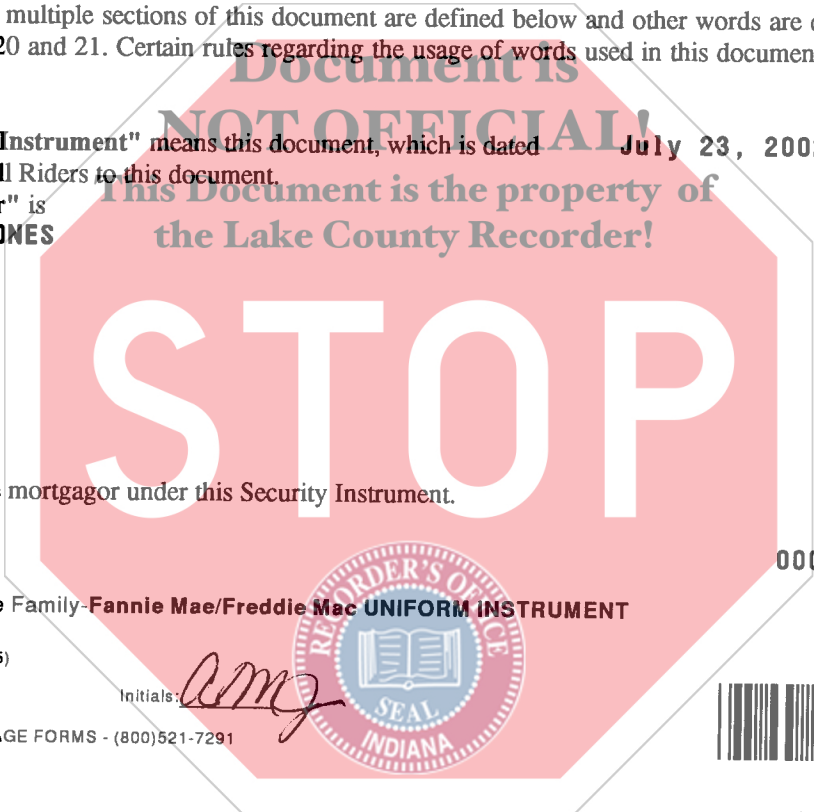 multiple sections of this document are defined below and other words are
20 and 21. Certain rules regarding the usage of words used in this documen
Document is
NOT OFFICIAL!
Instrument" means this document, which is dated July 23, 200
ll Riders to this document.
This Document is the property of
r" is
the Lake County Recorder!
ONES
STOP
mortgagor under this Security Instrument.
000
e Family-Fannie Mae/Freddie Mac UNIFORM INSTRUMENT
RECORDER'S OFFICE
SEAL
INDIANA
Initials: amj
AGE FORMS - (800)521-7291